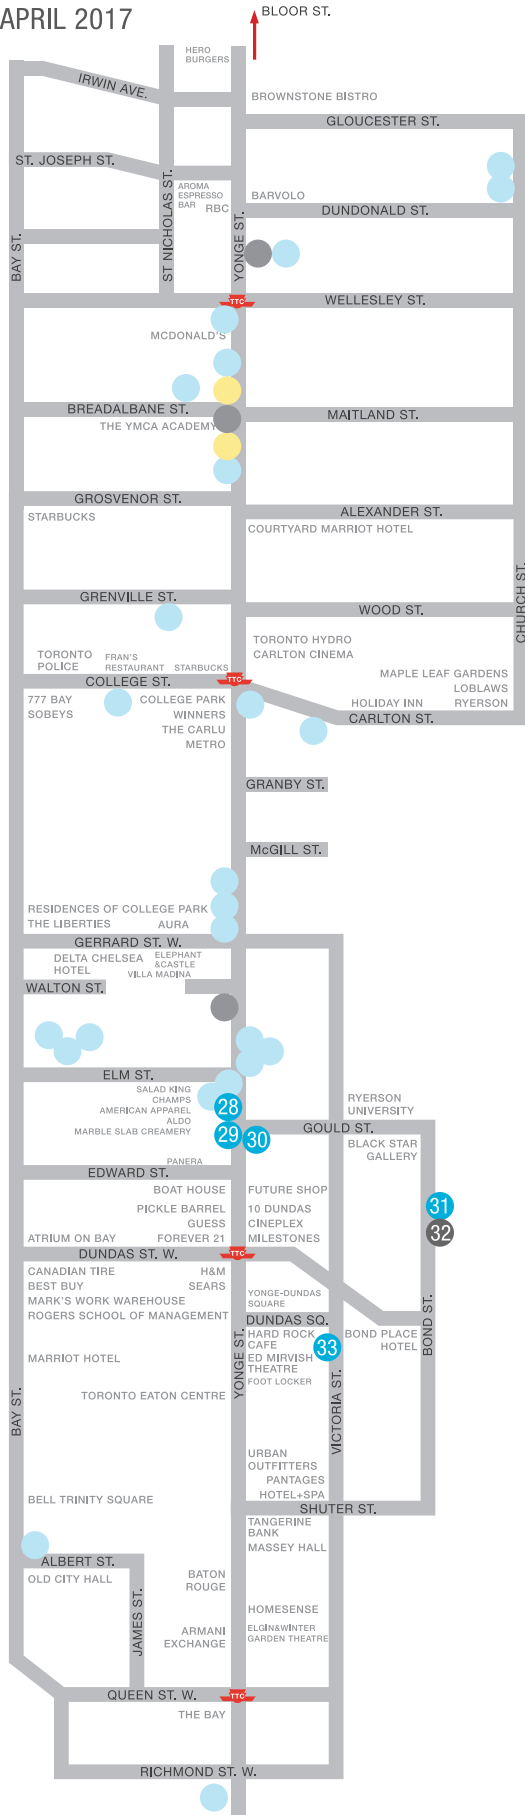 APRIL 2017
BLOOR ST.
HERO
BURGERS
IRWIN AVE.
BROWNSTONE BISTRO
GLOUCESTER ST.
ST. JOSEPH ST.
ST NICHOLAS ST.
AROMA
ESPRESSO
BAR
RBC
BARVOLO
DUNDONALD ST.
BAY ST.
YONGE ST.
TTC
WELLESLEY ST.
MCDONALD'S
BREADALBANE ST.
MAITLAND ST.
THE YMCA ACADEMY
GROSVENOR ST.
ALEXANDER ST.
STARBUCKS
COURTYARD MARRIOT HOTEL
CHURCH ST.
GRENVILLE ST.
WOOD ST.
TORONTO HYDRO
CARLTON CINEMA
TORONTO
POLICE
FRAN'S
RESTAURANT
STARBUCKS
TTC
COLLEGE ST.
MAPLE LEAF GARDENS
LOBLAWS
HOLIDAY INN
RYERSON
777 BAY
SOBEYS
COLLEGE PARK
WINNERS
THE CARLU
METRO
CARLTON ST.
GRANBY ST.
McGILL ST.
RESIDENCES OF COLLEGE PARK
THE LIBERTIES
AURA
GERRARD ST. W.
DELTA CHELSEA
HOTEL
ELEPHANT
&CASTLE
VILLA MADINA
WALTON ST.
ELM ST.
SALAD KING
CHAMPS
AMERICAN APPAREL
ALDO
MARBLE SLAB CREAMERY
28
29
30
RYERSON
UNIVERSITY
GOULD ST.
BLACK STAR
GALLERY
PANERA
EDWARD ST.
BOAT HOUSE
FUTURE SHOP
PICKLE BARREL
10 DUNDAS
GUESS
CINEPLEX
ATRIUM ON BAY
FOREVER 21
MILESTONES
31
32
DUNDAS ST. W.
TTC
CANADIAN TIRE
H&M
BEST BUY
SEARS
MARK'S WORK WAREHOUSE
ROGERS SCHOOL OF MANAGEMENT
YONGE-DUNDAS
SQUARE
DUNDAS SQ.
HARD ROCK
CAFE
ED MIRVISH
THEATRE
FOOT LOCKER
33
BOND PLACE
HOTEL
BOND ST.
MARRIOT HOTEL
TORONTO EATON CENTRE
BAY ST.
YONGE ST.
VICTORIA ST.
URBAN
OUTFITTERS
PANTAGES
HOTEL+SPA
BELL TRINITY SQUARE
SHUTER ST.
TANGERINE
BANK
MASSEY HALL
ALBERT ST.
OLD CITY HALL
JAMES ST.
BATON
ROUGE
HOMESENSE
ARMANI
EXCHANGE
ELGIN&WINTER
GARDEN THEATRE
QUEEN ST. W.
TTC
THE BAY
RICHMOND ST. W.